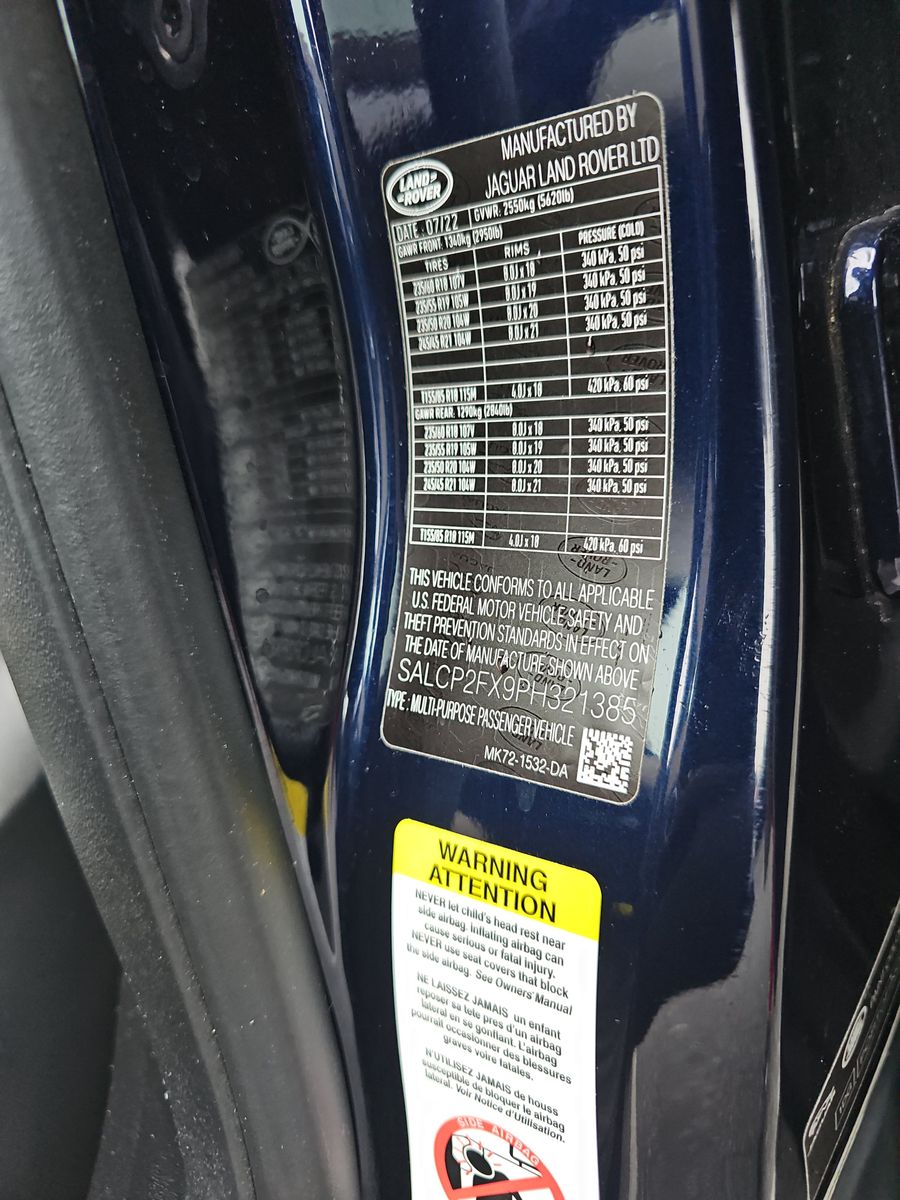 LAND ROVER
MANUFACTURED BY
JAGUAR LAND ROVER LTD
DATE: 07/22 GVWR: 2550kg (5620lb)
GAWR FRONT: 1340kg (2950lb)
TIRES RIMS PRESSURE (COLD)
235/60 R18 107V 8.0J x 18 340 kPa, 50 psi
235/55 R19 105W 8.0J x 19 340 kPa, 50 psi
235/50 R20 104W 8.0J x 20 340 kPa, 50 psi
245/45 R21 104W 8.0J x 21 340 kPa, 50 psi
T155/85 R18 115M 4.0J x 18 420 kPa, 60 psi
GAWR REAR: 1290kg (2840lb)
235/60 R18 107V 8.0J x 18 340 kPa, 50 psi
235/55 R19 105W 8.0J x 19 340 kPa, 50 psi
235/50 R20 104W 8.0J x 20 340 kPa, 50 psi
245/45 R21 104W 8.0J x 21 340 kPa, 50 psi
T155/85 R18 115M 4.0J x 18 420 kPa, 60 psi
THIS VEHICLE CONFORMS TO ALL APPLICABLE
U.S. FEDERAL MOTOR VEHICLE SAFETY AND
THEFT PREVENTION STANDARDS IN EFFECT ON
THE DATE OF MANUFACTURE SHOWN ABOVE
SALCP2FX9PH321385
TYPE: MULTI-PURPOSE PASSENGER VEHICLE
MK72-1532-DA
WARNING
ATTENTION
NEVER let child's head rest near
side airbag. Inflating airbag can
cause serious or fatal injury.
NEVER use seat covers that block
the side airbag. See Owners' Manual
NE LAISSEZ JAMAIS un enfant
reposer sa tete pres d'un airbag
lateral en se gonflant. L'airbag
pourrait occasionner des blessures
graves voire fatales.
N'UTILISEZ JAMAIS de houss
susceptible de bloquer le airbag
lateral. Voir Notice d'Utilisation.
SIDE AIRBAG